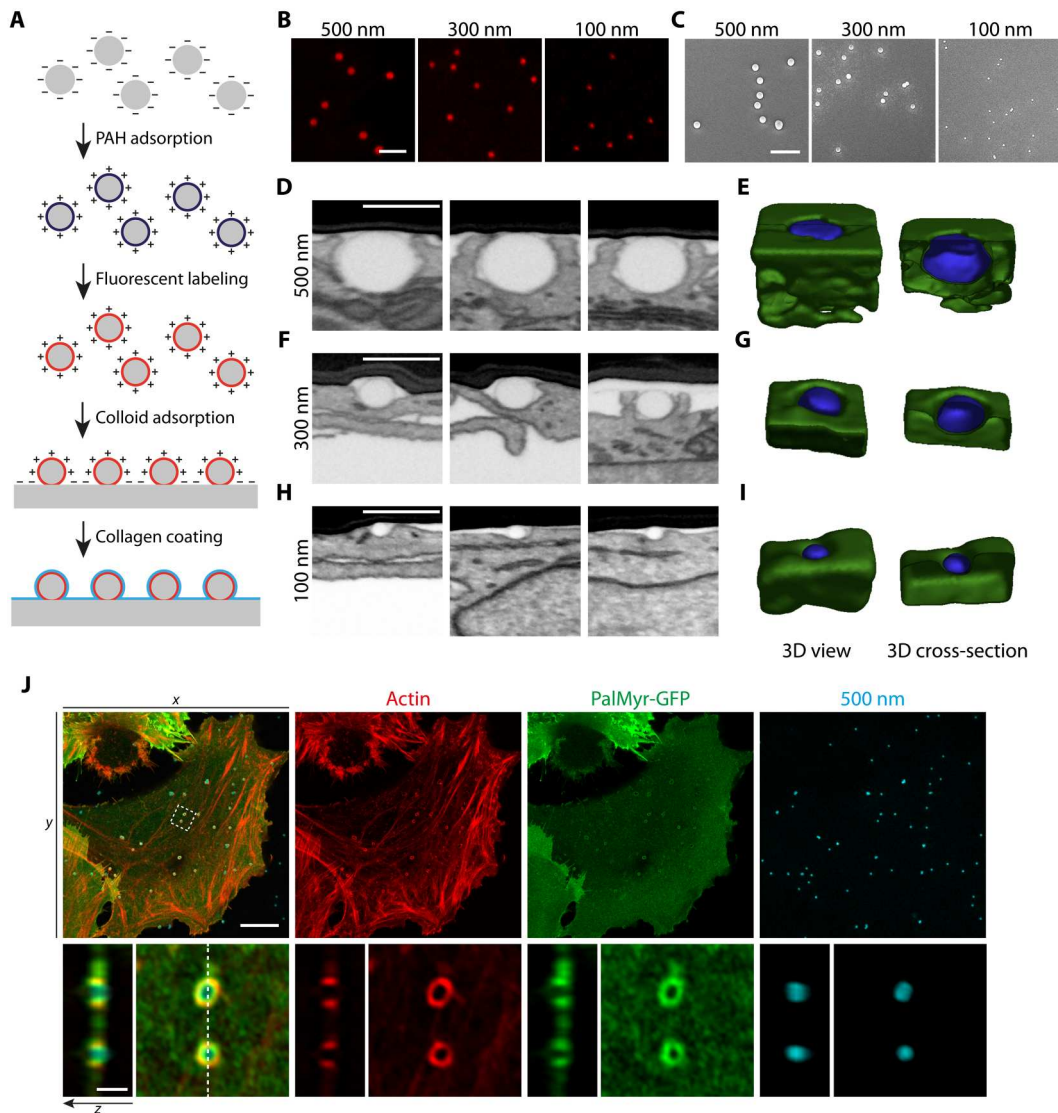 A
PAH adsorption
Fluorescent labeling
Colloid adsorption
Collagen coating
B
500 nm 300 nm 100 nm
C
500 nm 300 nm 100 nm
D
500 nm
E
F
300 nm
G
H
100 nm
I
3D view 3D cross-section
J
x
Actin PalMyr-GFP 500 nm
y
z